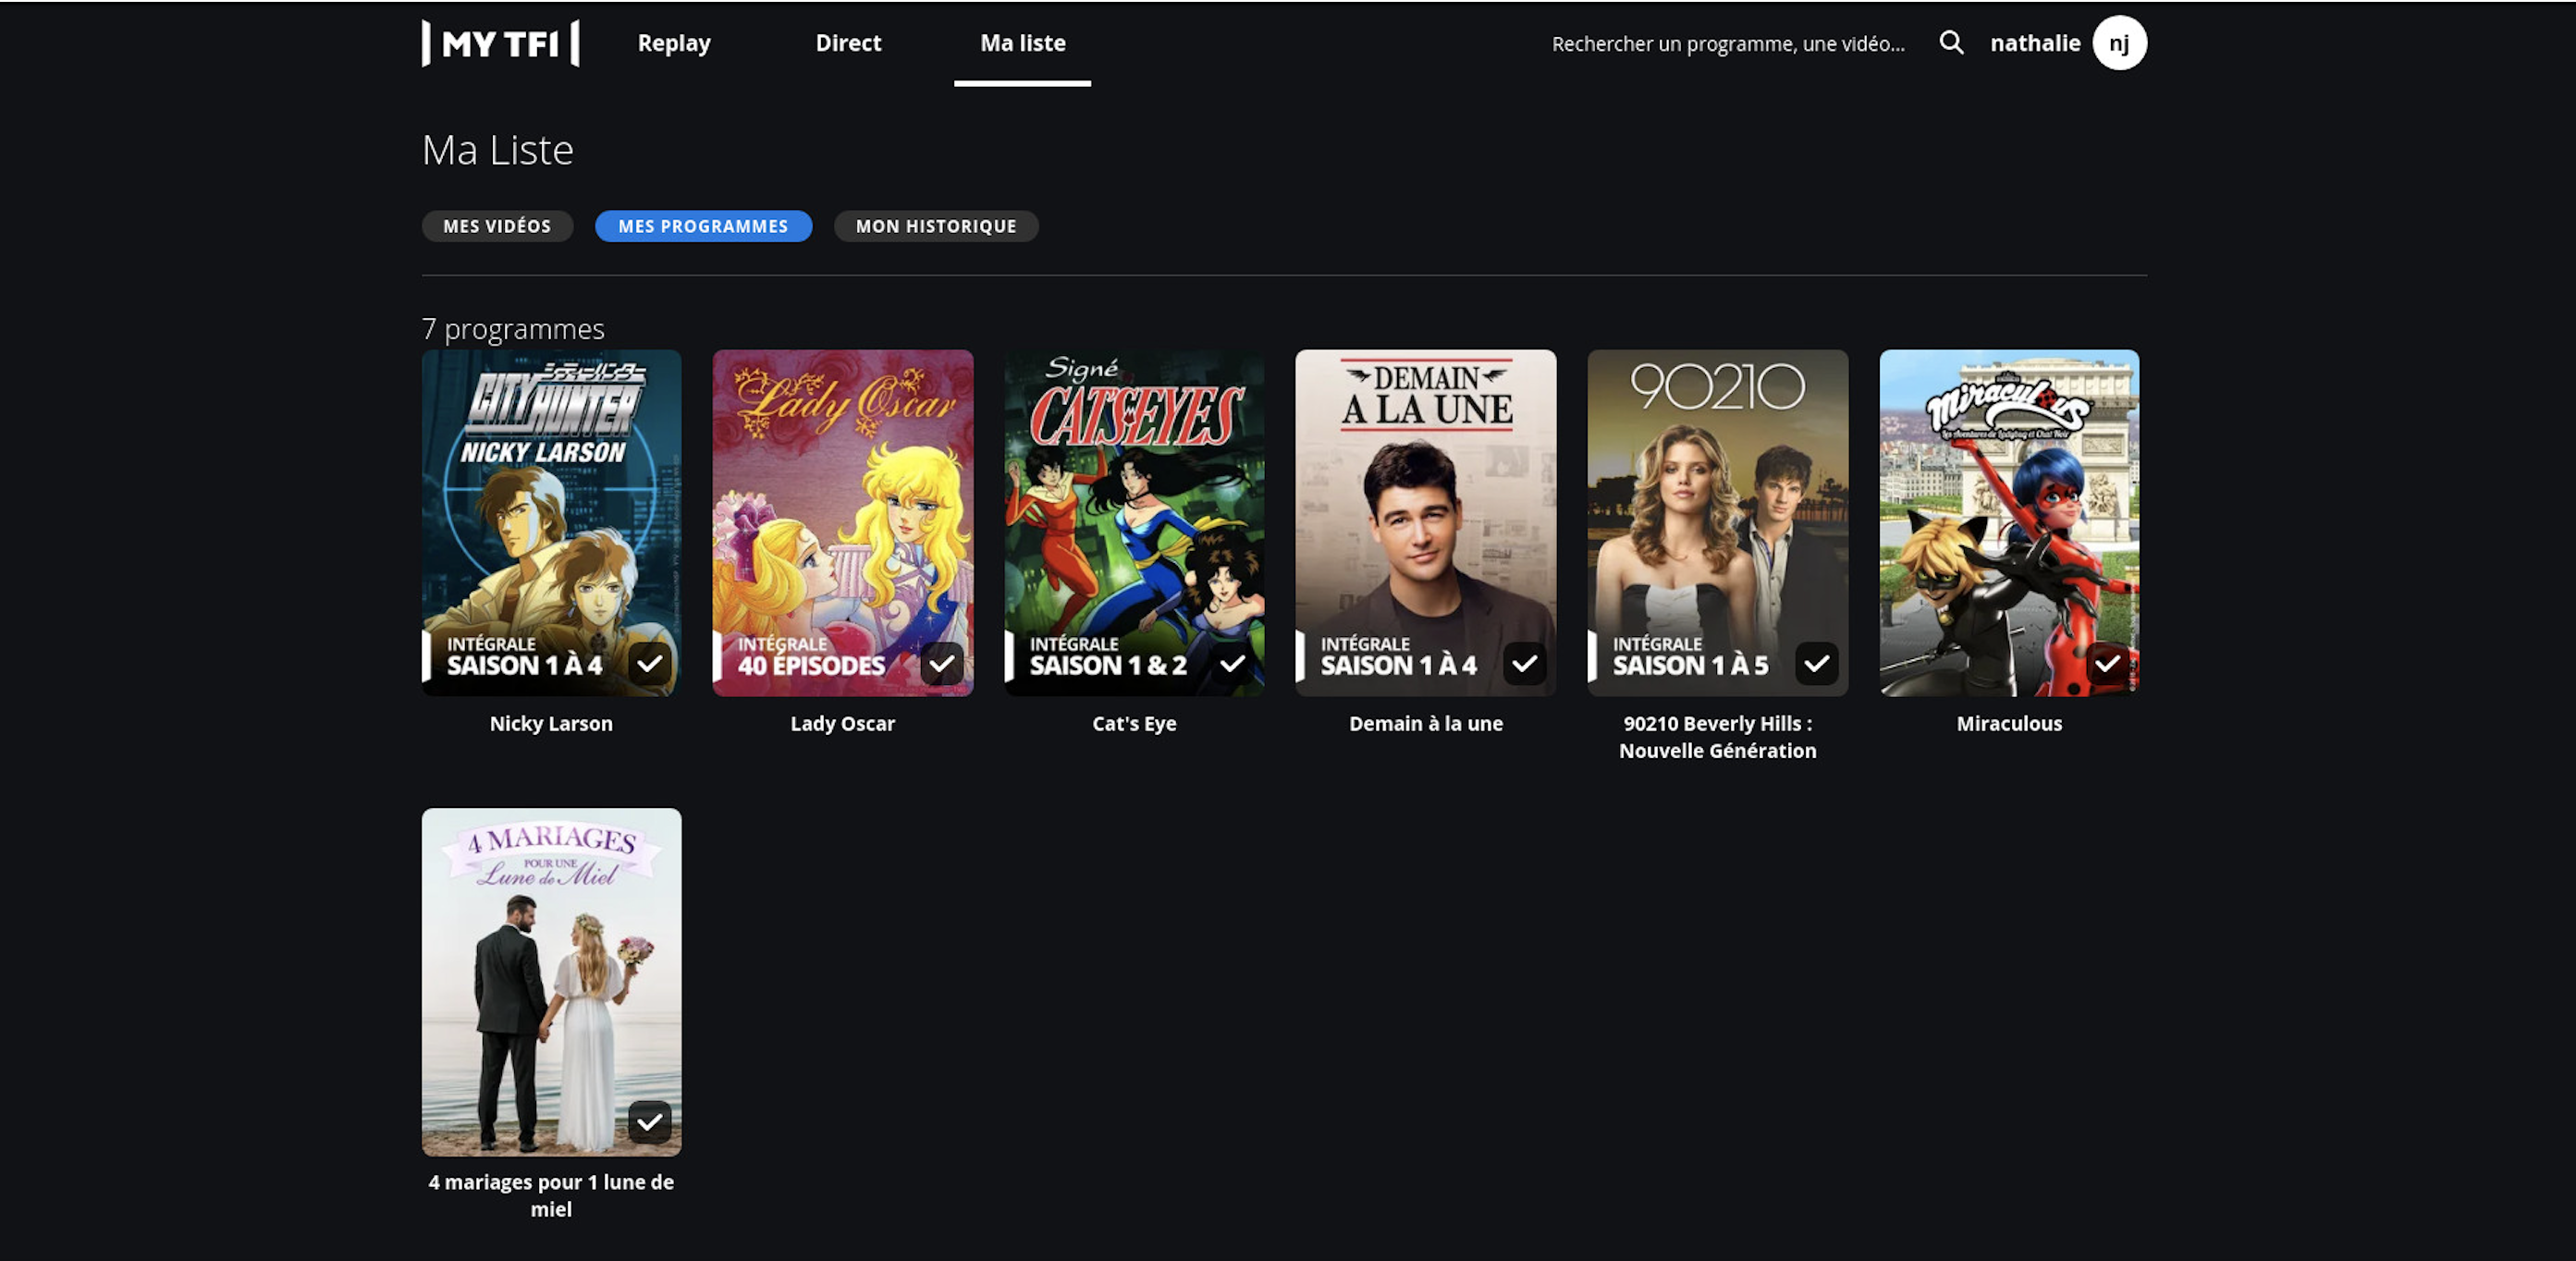 MY TF1
Replay
Direct
Ma liste
Rechercher un programme, une vidéo...
nathalie
nj
Ma Liste
MES VIDÉOS
MES PROGRAMMES
MON HISTORIQUE
7 programmes
シティーハンター
CITY HUNTER
NICKY LARSON
INTÉGRALE
SAISON 1 À 4
Nicky Larson
Lady Oscar
INTÉGRALE
40 ÉPISODES
Lady Oscar
Signé
CAT'S EYES
INTÉGRALE
SAISON 1 & 2
Cat's Eye
DEMAIN
A LA UNE
INTÉGRALE
SAISON 1 À 4
Demain à la une
90210
INTÉGRALE
SAISON 1 À 5
90210 Beverly Hills :
Nouvelle Génération
Miraculous
Les Aventures de Ladybug et Chat Noir
Miraculous
4 MARIAGES
POUR UNE
Lune de Miel
4 mariages pour 1 lune de
miel